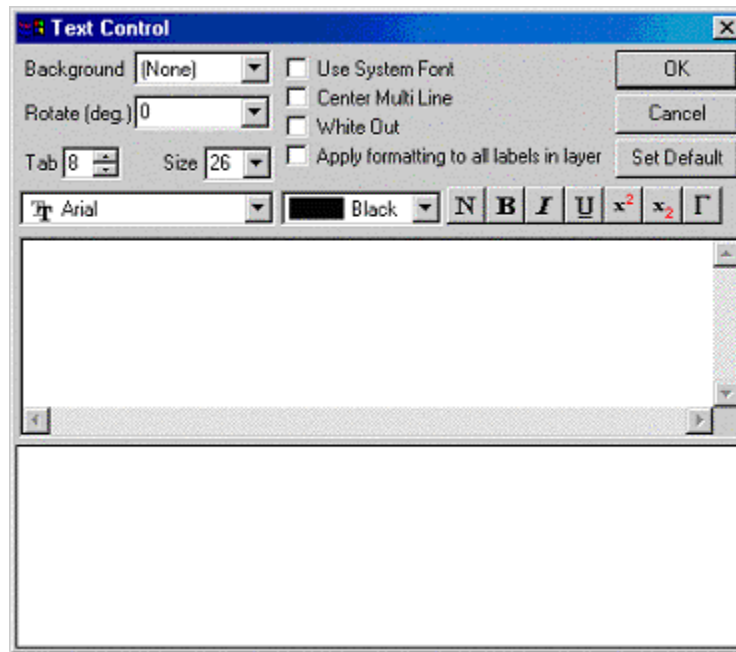 Text Control
Background (None)
Use System Font
OK
Rotate (deg.) 0
Center Multi Line
White Out
Cancel
Tab 8 Size 26
Apply formatting to all labels in layer
Set Default
Arial Black N B I U x² x₂ Γ